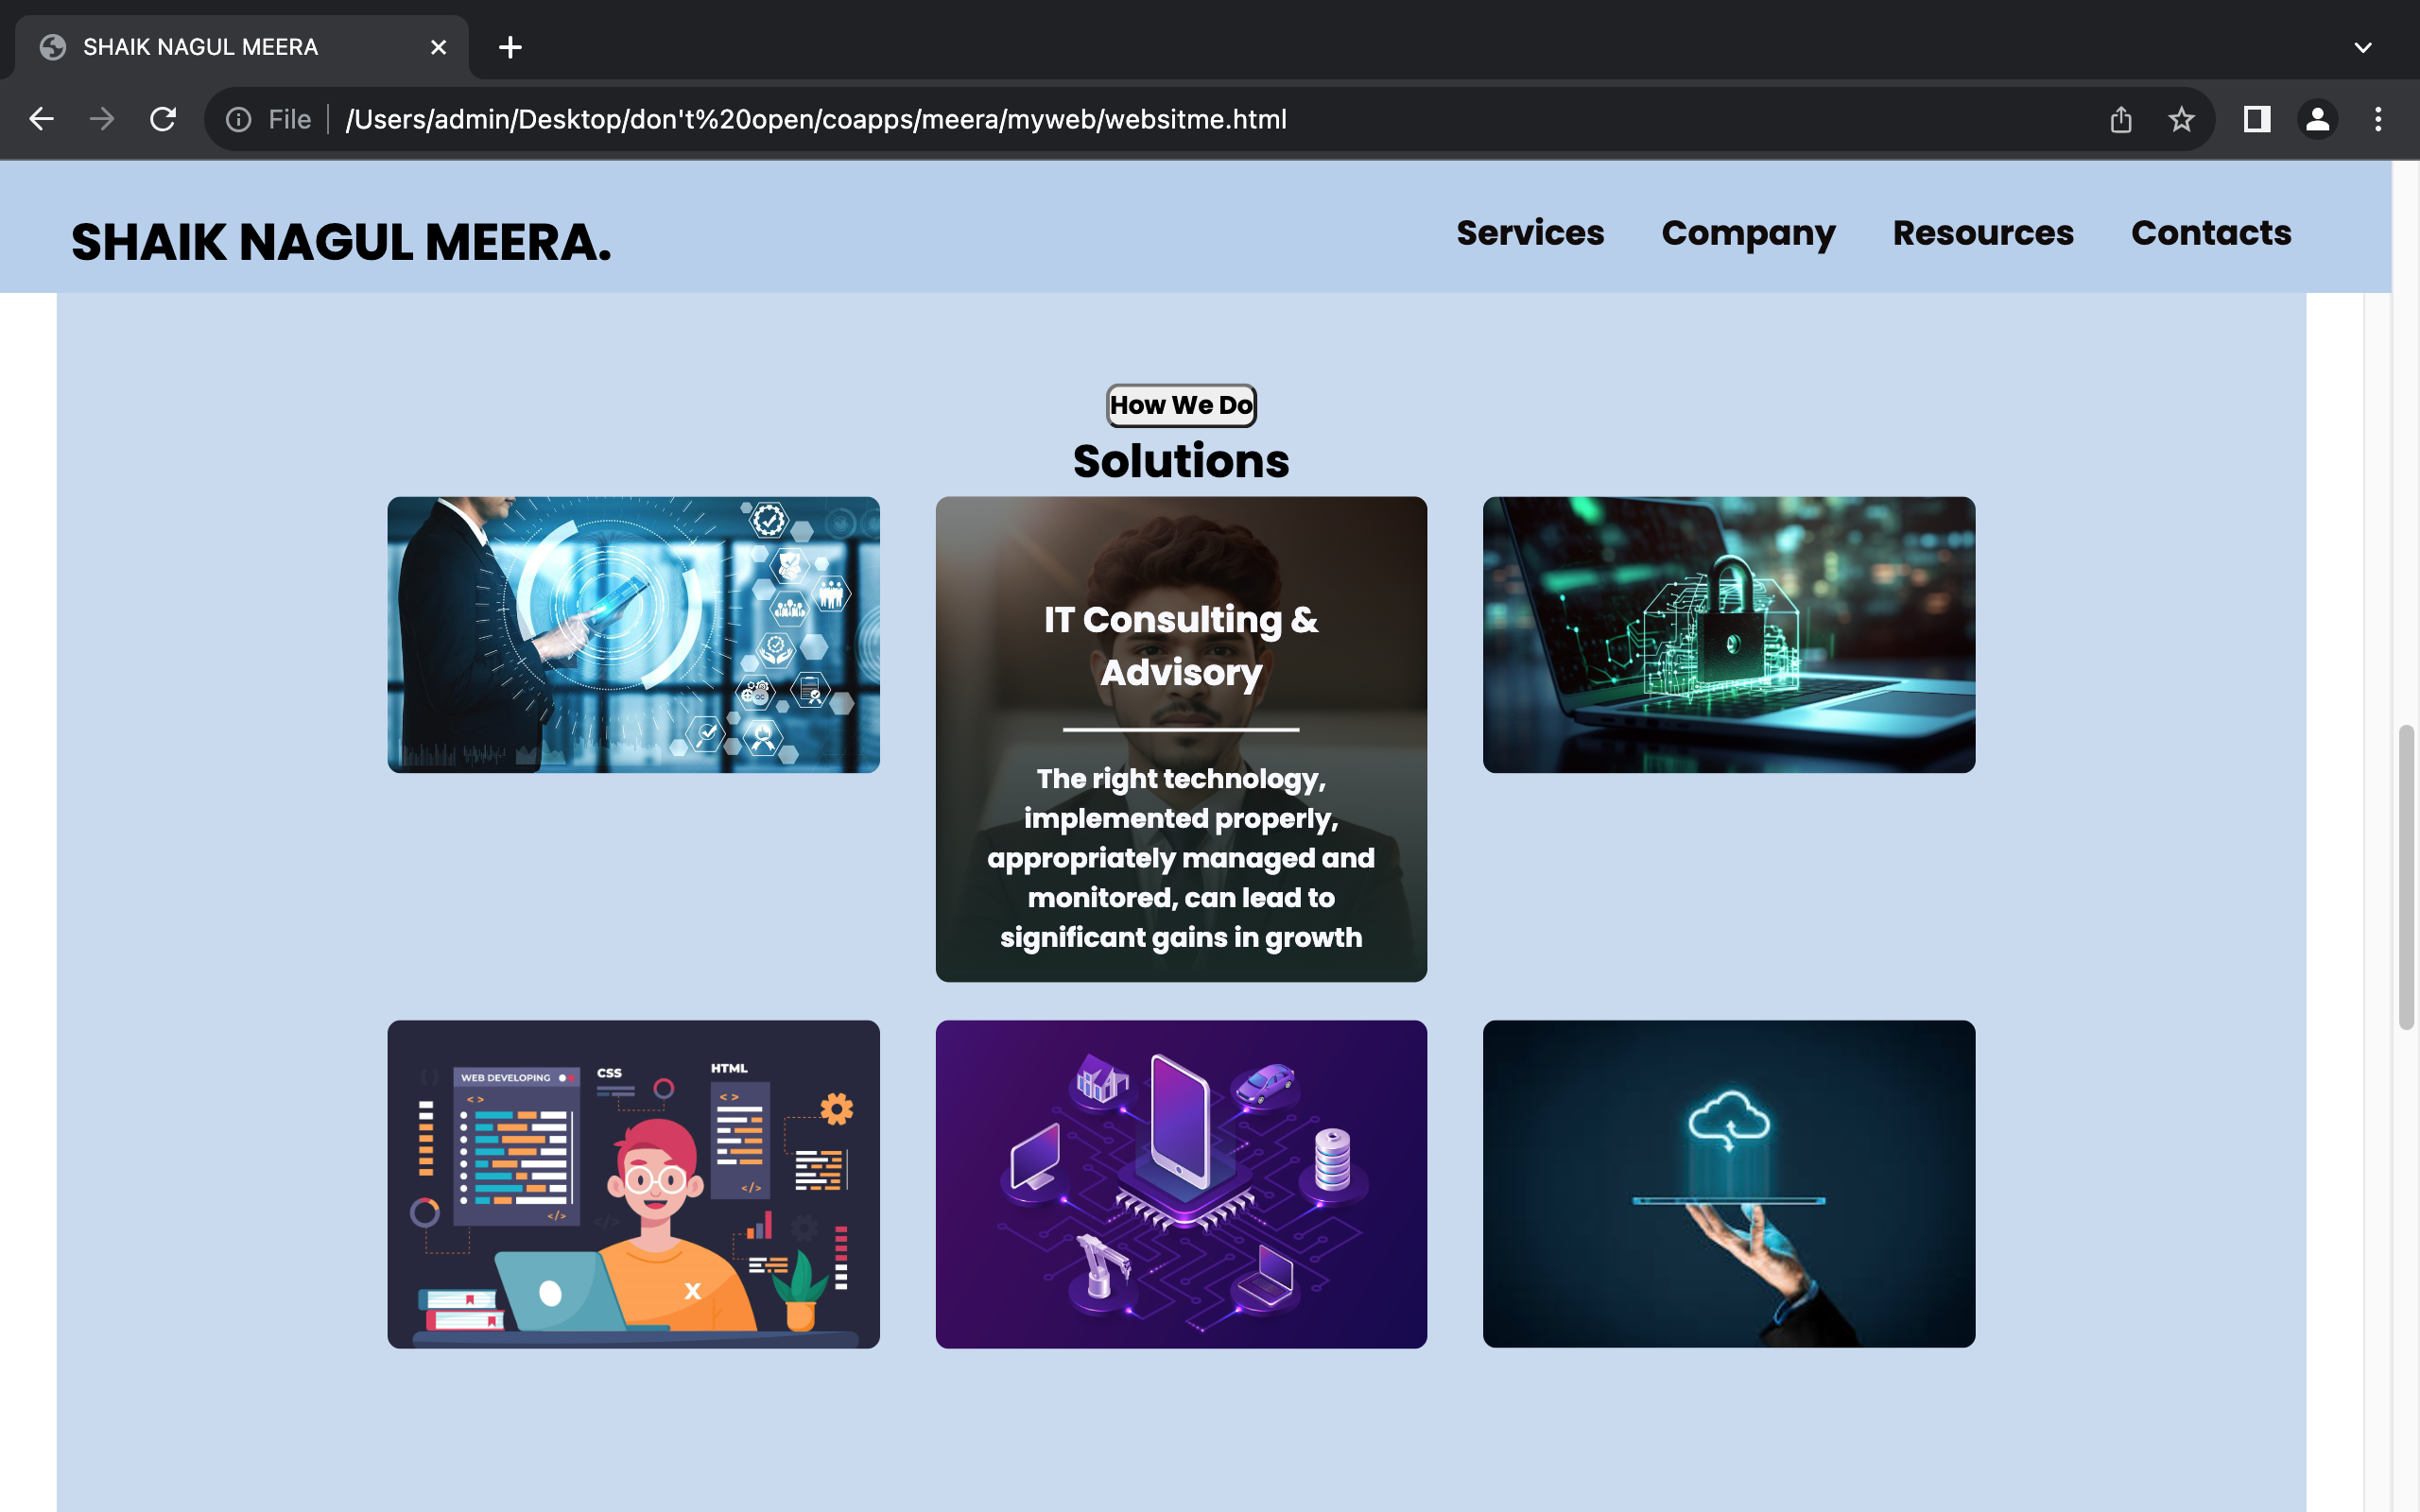 SHAIK NAGUL MEERA
File /Users/admin/Desktop/don't%20open/coapps/meera/myweb/websitme.html
SHAIK NAGUL MEERA.
Services Company Resources Contacts
How We Do
Solutions
IT Consulting &
Advisory
The right technology,
implemented properly,
appropriately managed and
monitored, can lead to
significant gains in growth
WEB DEVELOPING
CSS
HTML
< >
< >
</>
</>
</>
X